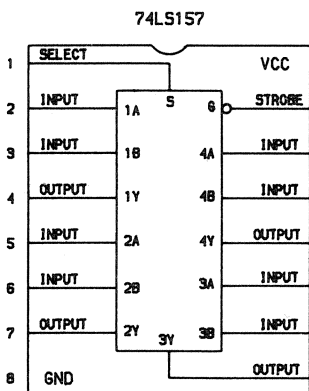 74LS157
SELECT
1 VCC
S G STROBE
2 INPUT 1A
3 INPUT 1B 4A INPUT
4 OUTPUT 1Y 4B INPUT
5 INPUT 2A 4Y OUTPUT
6 INPUT 2B 3A INPUT
7 OUTPUT 2Y 3Y 3B INPUT
8 GND OUTPUT